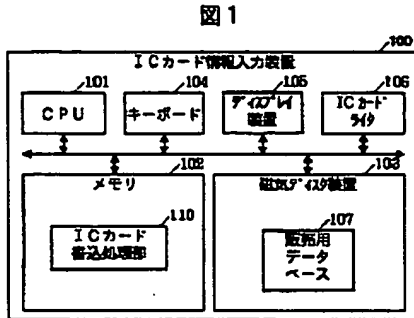 図1
100
ICカード情報入力装置
101
104
105
106
CPU
キーボード
ディスプレイ
装置
ICカード
ライタ
102
103
メモリ
磁気ディスク装置
110
107
ICカード
書込処理部
販売用
データ
ベース